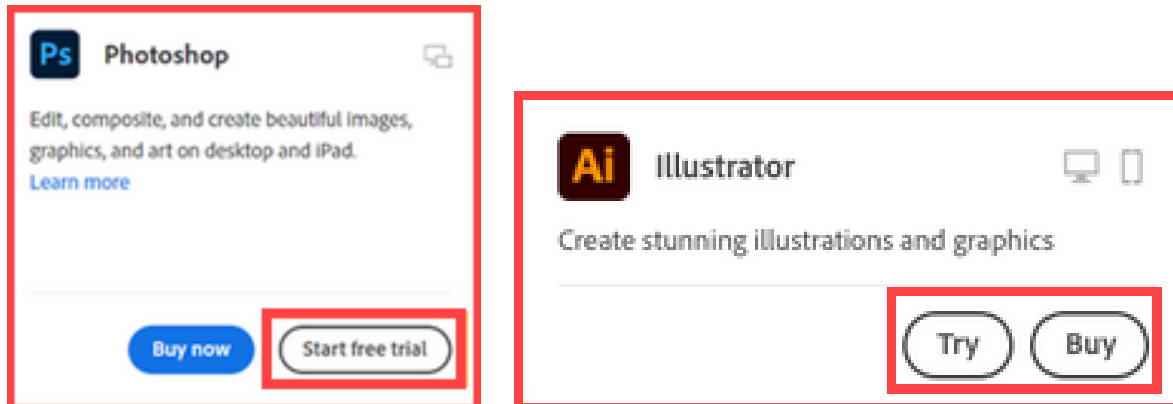 Ps Photoshop
Edit, composite, and create beautiful images,
graphics, and art on desktop and iPad.
Learn more
Buy now Start free trial
Ai Illustrator
Create stunning illustrations and graphics
Try Buy